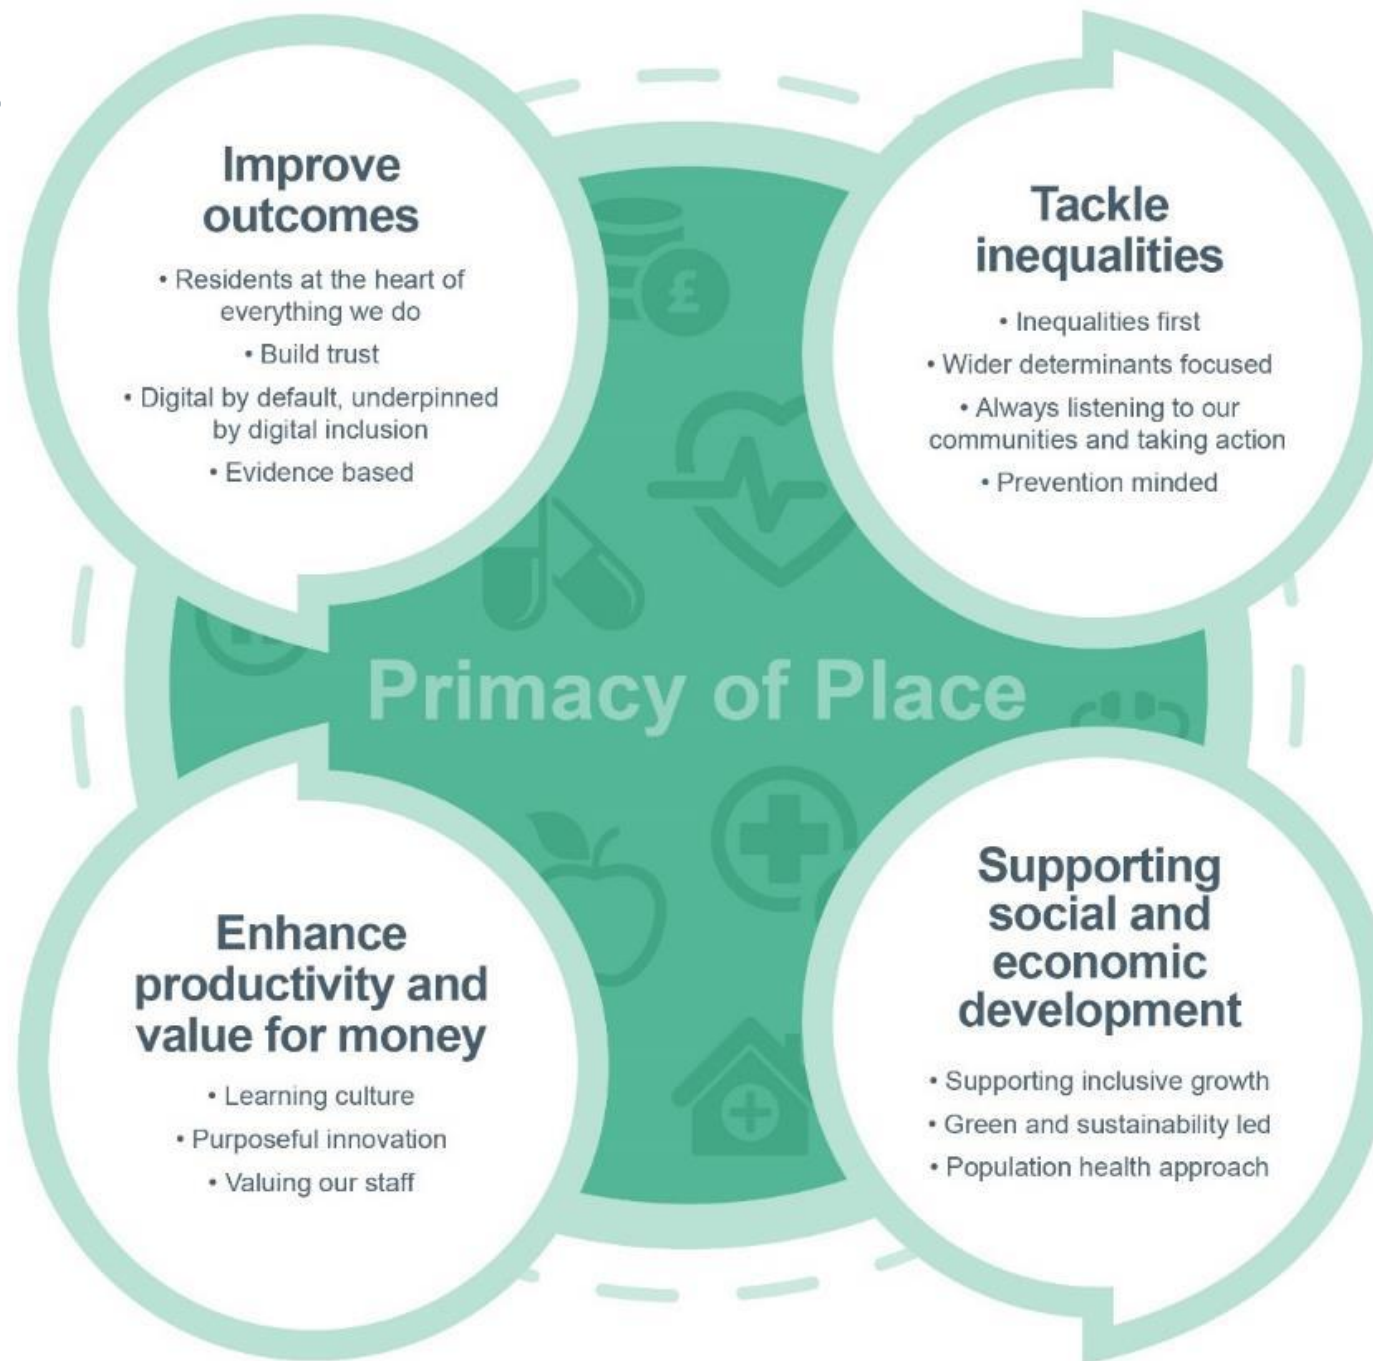 Improve
outcomes
• Residents at the heart of
everything we do
• Build trust
• Digital by default, underpinned
by digital inclusion
• Evidence based
Tackle
inequalities
• Inequalities first
• Wider determinants focused
• Always listening to our
communities and taking action
• Prevention minded
£
Primacy of Place
Enhance
productivity and
value for money
• Learning culture
• Purposeful innovation
• Valuing our staff
Supporting
social and
economic
development
• Supporting inclusive growth
• Green and sustainability led
• Population health approach